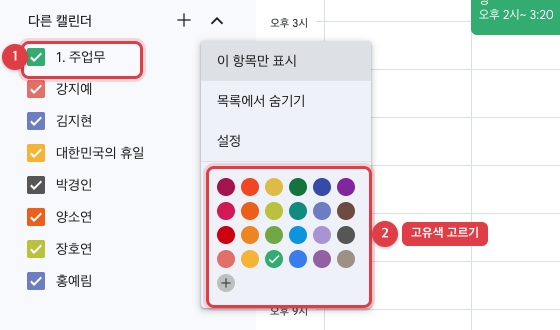 다른 캘린더
1
1. 주업무
강지예
김지현
대한민국의 휴일
박경인
양소연
장호연
홍예림
이 항목만 표시
목록에서 숨기기
설정
2
고유색 고르기
오후 3시
오후 2시~ 3:20
오후 9시